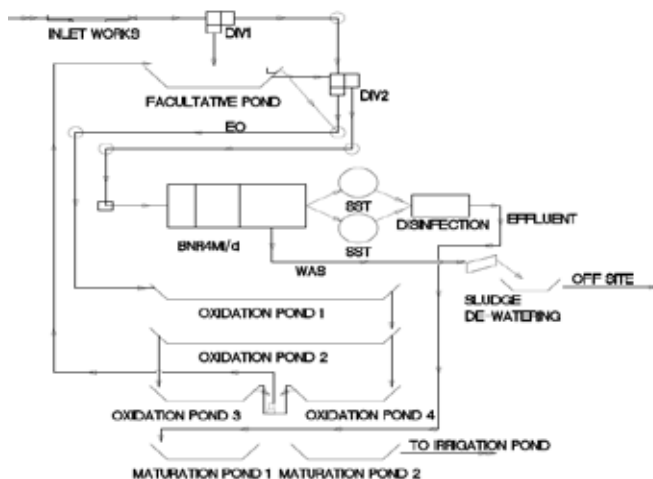 INLET WORKS
DIV1
FACULTATIVE POND
DIV2
EO
SST
DISINFECTION
EFFLUENT
BNR4Ml/d
SST
WAS
OFF SITE
SLUDGE
DE-WATERING
OXIDATION POND 1
OXIDATION POND 2
OXIDATION POND 3
OXIDATION POND 4
TO IRRIGATION POND
MATURATION POND 1
MATURATION POND 2